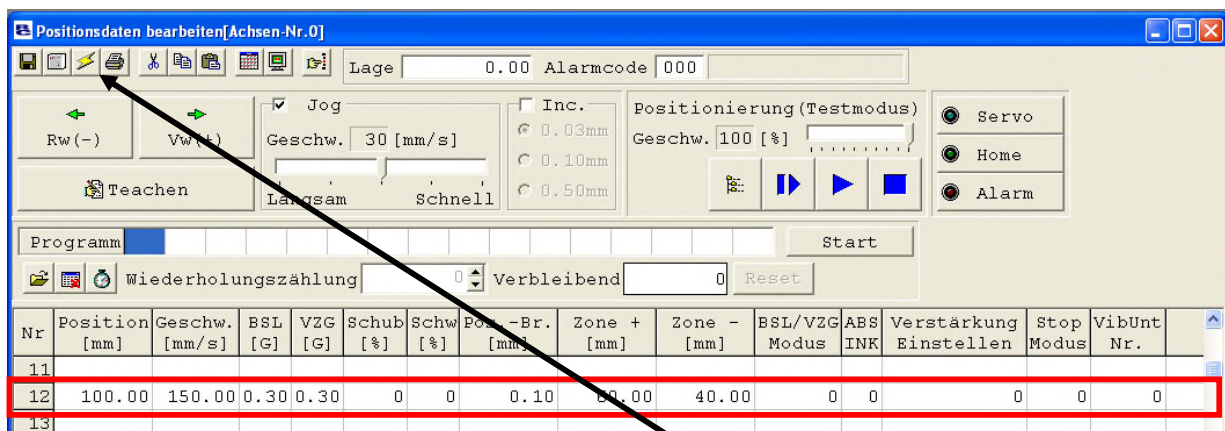 Positionsdaten bearbeiten[Achsen-Nr.0]
Lage 0.00 Alarmcode 000
Rw(-) Vw(+)
Teachen
Jog
Geschw. 30 [mm/s]
Langsam Schnell
Inc.
0.03mm
0.10mm
0.50mm
Positionierung(Testmodus)
Geschw. 100 [%]
Servo
Home
Alarm
Programm Start
Wiederholungszählung 0 Verbleibend 0 Reset
Nr Position [mm] Geschw. [mm/s] BSL [G] VZG [G] Schub [%] Schw [%] Pos.-Br. [mm] Zone + [mm] Zone - [mm] BSL/VZG Modus ABS INK Verstärkung Einstellen Stop Modus VibUnt Nr.
11
12 100.00 150.00 0.30 0.30 0 0 0.10 60.00 40.00 0 0 0 0 0
13